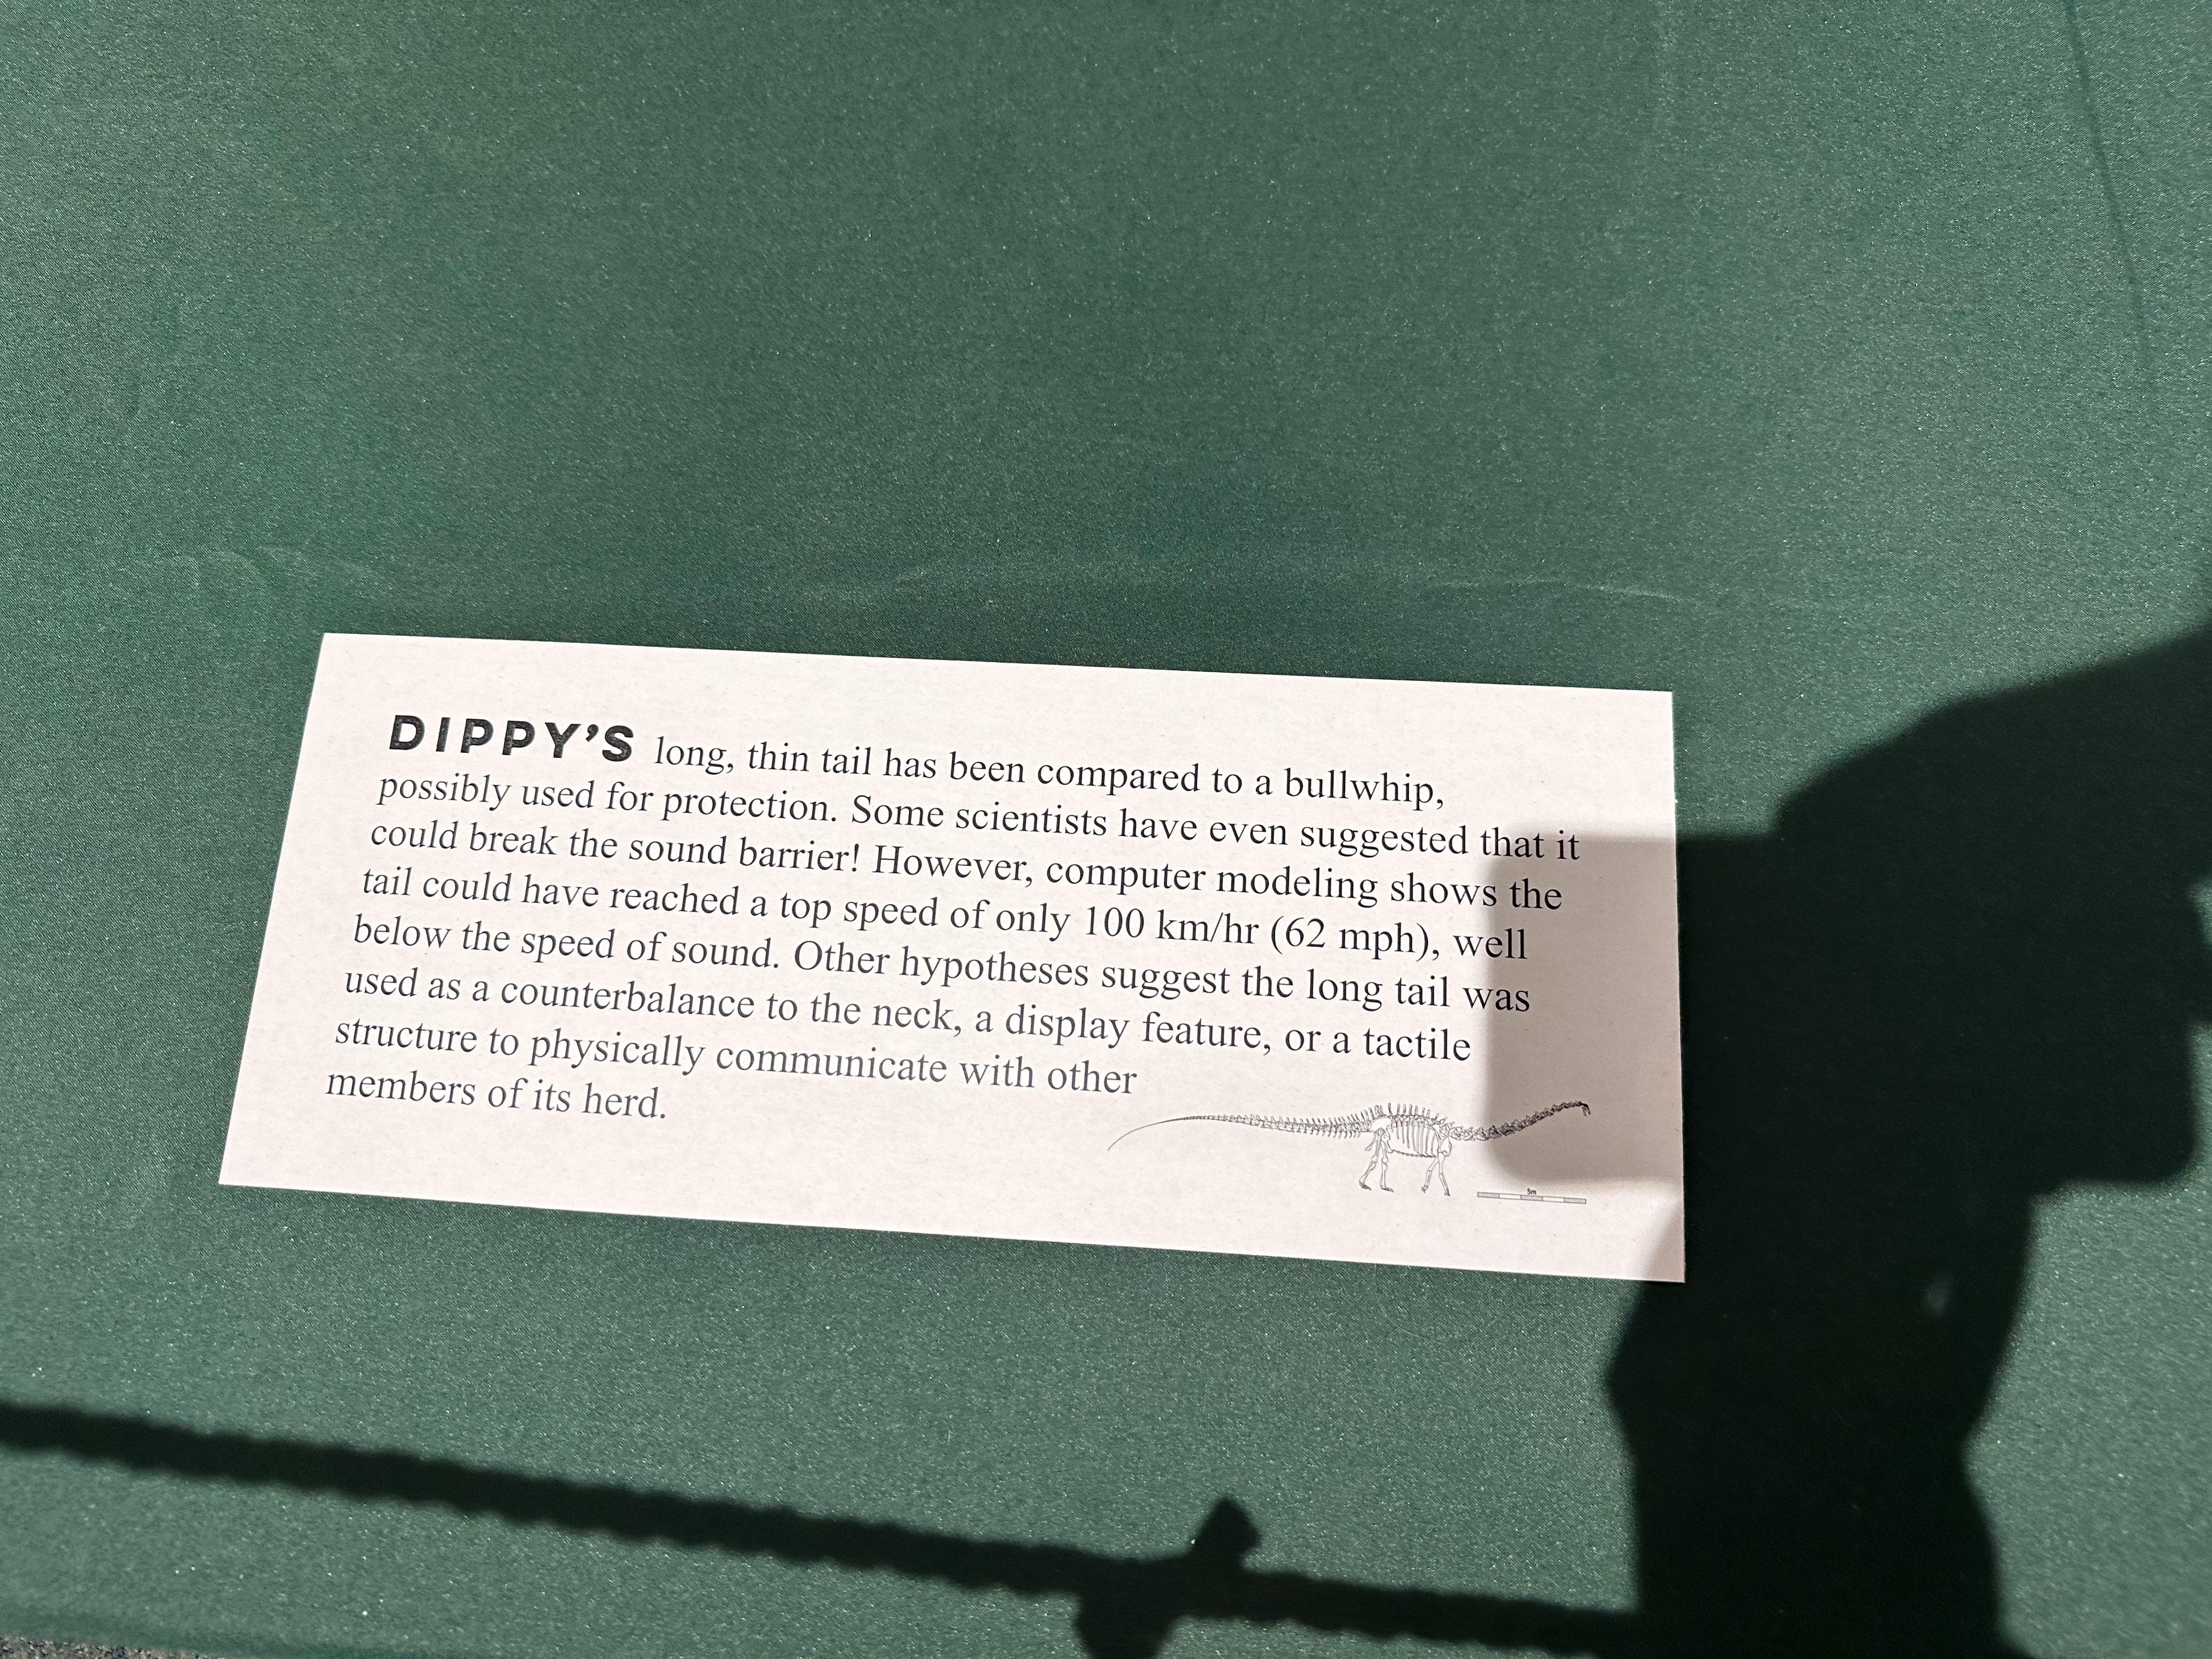 DIPPY'S long, thin tail has been compared to a bullwhip,
possibly used for protection. Some scientists have even suggested that it
could break the sound barrier! However, computer modeling shows the
tail could have reached a top speed of only 100 km/hr (62 mph), well
below the speed of sound. Other hypotheses suggest the long tail was
used as a counterbalance to the neck, a display feature, or a tactile
structure to physically communicate with other
members of its herd.
5m